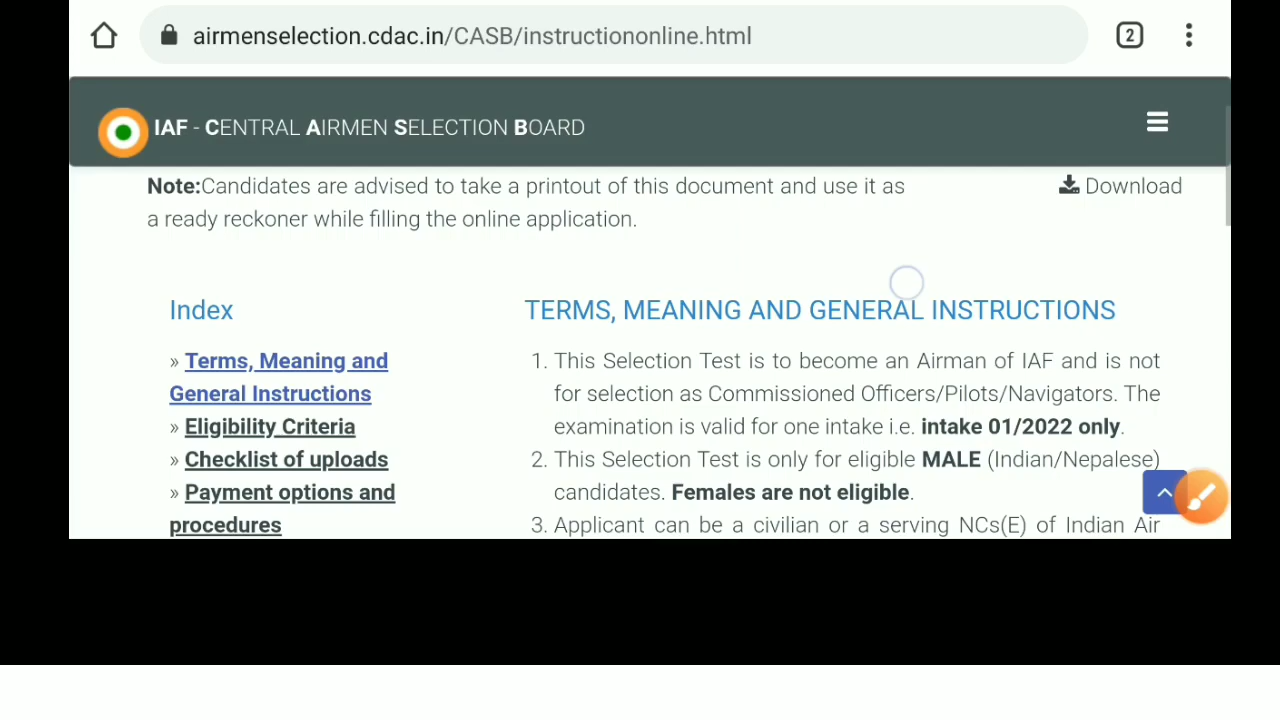 airmenselection.cdac.in/CASB/instructiononline.html
2
IAF - CENTRAL AIRMEN SELECTION BOARD
Note:Candidates are advised to take a printout of this document and use it as
a ready reckoner while filling the online application.
Download
Index
» Terms, Meaning and
General Instructions
» Eligibility Criteria
» Checklist of uploads
» Payment options and
procedures
TERMS, MEANING AND GENERAL INSTRUCTIONS
1. This Selection Test is to become an Airman of IAF and is not
for selection as Commissioned Officers/Pilots/Navigators. The
examination is valid for one intake i.e. intake 01/2022 only.
2. This Selection Test is only for eligible MALE (Indian/Nepalese)
candidates. Females are not eligible.
3. Applicant can be a civilian or a serving NCs(E) of Indian Air